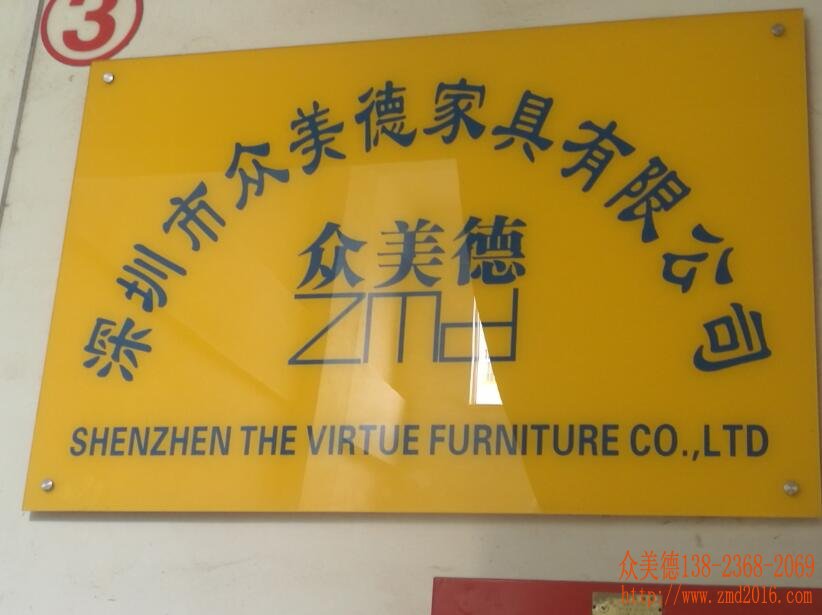 3
深圳市众美德家具有限公司
众美德
zmd
SHENZHEN THE VIRTUE FURNITURE CO.,LTD
众美德138-2368-2069
http://www.zmd2016.com